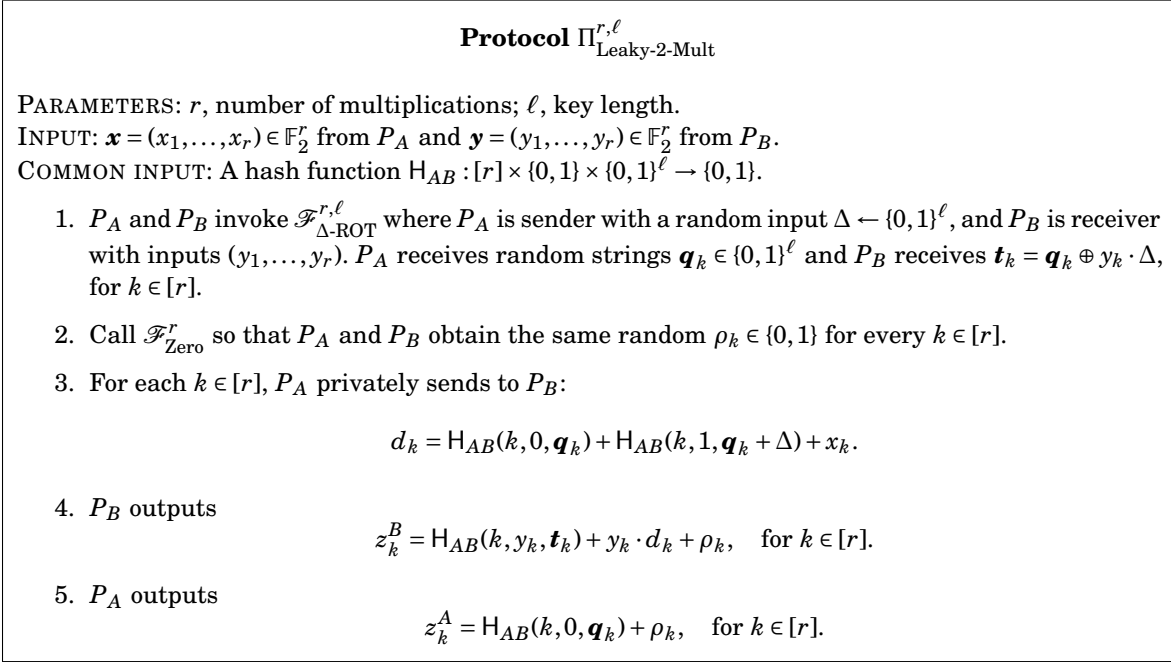 Protocol Π^{r,ℓ}_{Leaky-2-Mult}
PARAMETERS: r, number of multiplications; ℓ, key length.
INPUT: x = (x_1,…,x_r) ∈ 𝔽_2^r from P_A and y = (y_1,…,y_r) ∈ 𝔽_2^r from P_B.
COMMON INPUT: A hash function H_{AB} : [r] × {0,1} × {0,1}^ℓ → {0,1}.
1. P_A and P_B invoke ℱ^{r,ℓ}_{Δ-ROT} where P_A is sender with a random input Δ ← {0,1}^ℓ, and P_B is receiver
with inputs (y_1,…,y_r). P_A receives random strings q_k ∈ {0,1}^ℓ and P_B receives t_k = q_k ⊕ y_k · Δ,
for k ∈ [r].
2. Call ℱ^r_{Zero} so that P_A and P_B obtain the same random ρ_k ∈ {0,1} for every k ∈ [r].
3. For each k ∈ [r], P_A privately sends to P_B:
d_k = H_{AB}(k,0,q_k) + H_{AB}(k,1,q_k + Δ) + x_k.
4. P_B outputs
z_k^B = H_{AB}(k,y_k,t_k) + y_k · d_k + ρ_k, for k ∈ [r].
5. P_A outputs
z_k^A = H_{AB}(k,0,q_k) + ρ_k, for k ∈ [r].